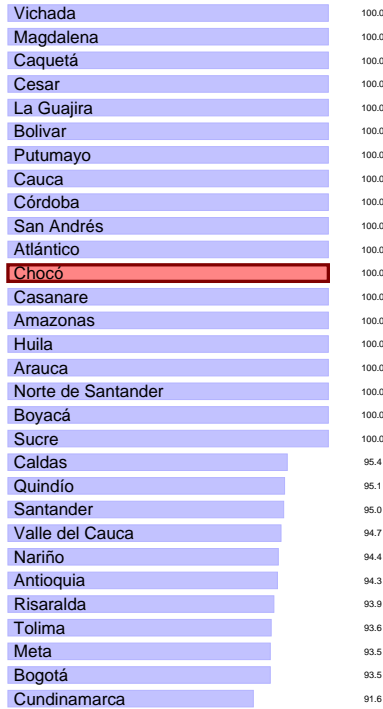 Vichada 100.0
Magdalena 100.0
Caquetá 100.0
Cesar 100.0
La Guajira 100.0
Bolivar 100.0
Putumayo 100.0
Cauca 100.0
Córdoba 100.0
San Andrés 100.0
Atlántico 100.0
Chocó 100.0
Casanare 100.0
Amazonas 100.0
Huila 100.0
Arauca 100.0
Norte de Santander 100.0
Boyacá 100.0
Sucre 100.0
Caldas 95.4
Quindío 95.1
Santander 95.0
Valle del Cauca 94.7
Nariño 94.4
Antioquia 94.3
Risaralda 93.9
Tolima 93.6
Meta 93.5
Bogotá 93.5
Cundinamarca 91.6